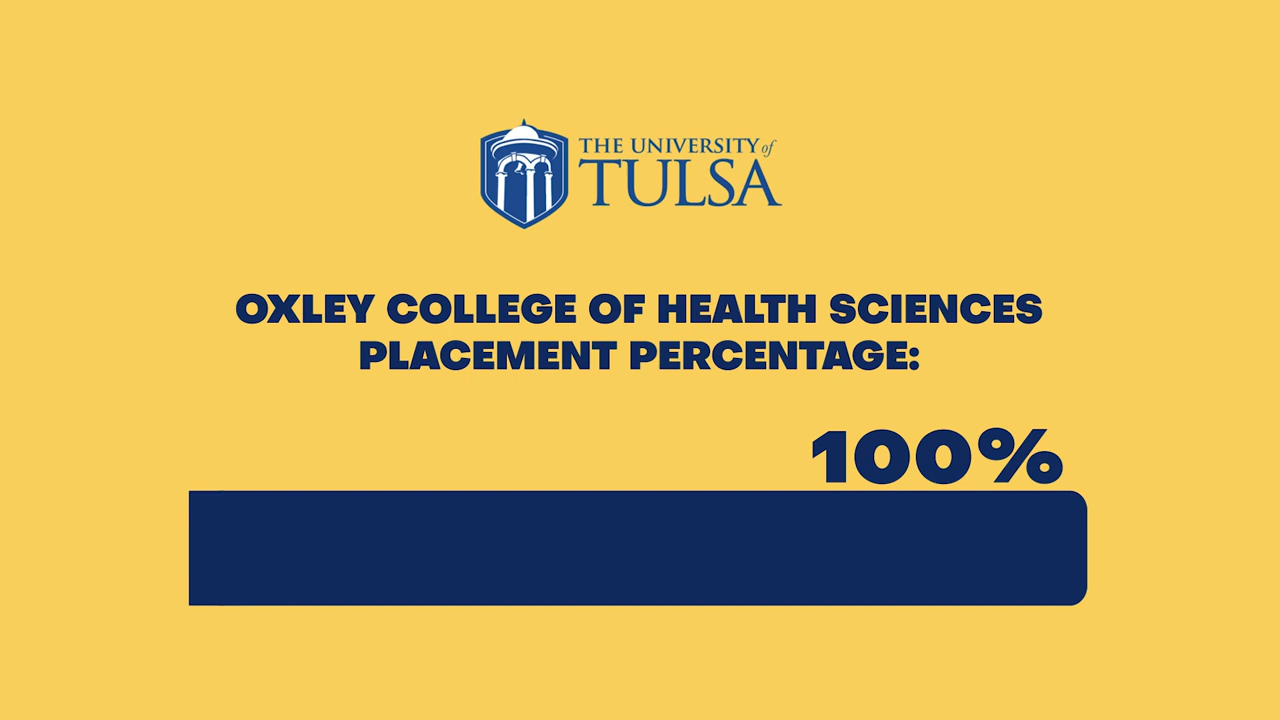 THE UNIVERSITY of
TULSA
OXLEY COLLEGE OF HEALTH SCIENCES
PLACEMENT PERCENTAGE:
100%